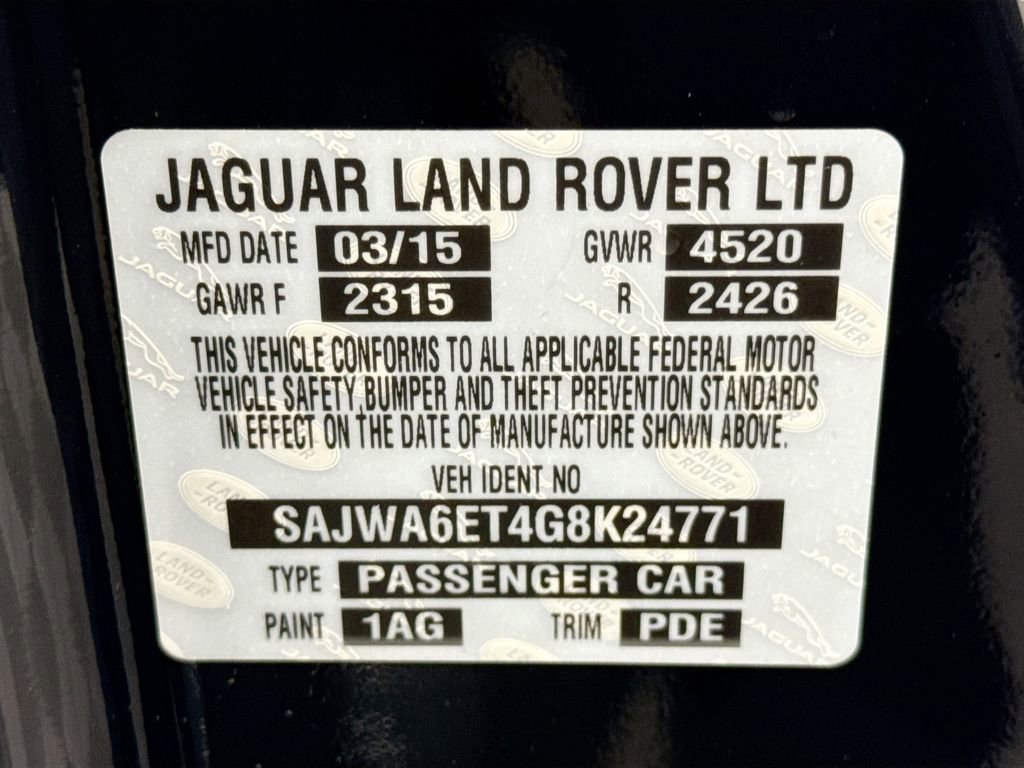 JAGUAR LAND ROVER LTD
MFD DATE 03/15 GVWR 4520
GAWR F 2315 R 2426
THIS VEHICLE CONFORMS TO ALL APPLICABLE FEDERAL MOTOR
VEHICLE SAFETY, BUMPER AND THEFT PREVENTION STANDARDS
IN EFFECT ON THE DATE OF MANUFACTURE SHOWN ABOVE.
VEH IDENT NO
SAJWA6ET4G8K24771
TYPE PASSENGER CAR
PAINT 1AG TRIM PDE